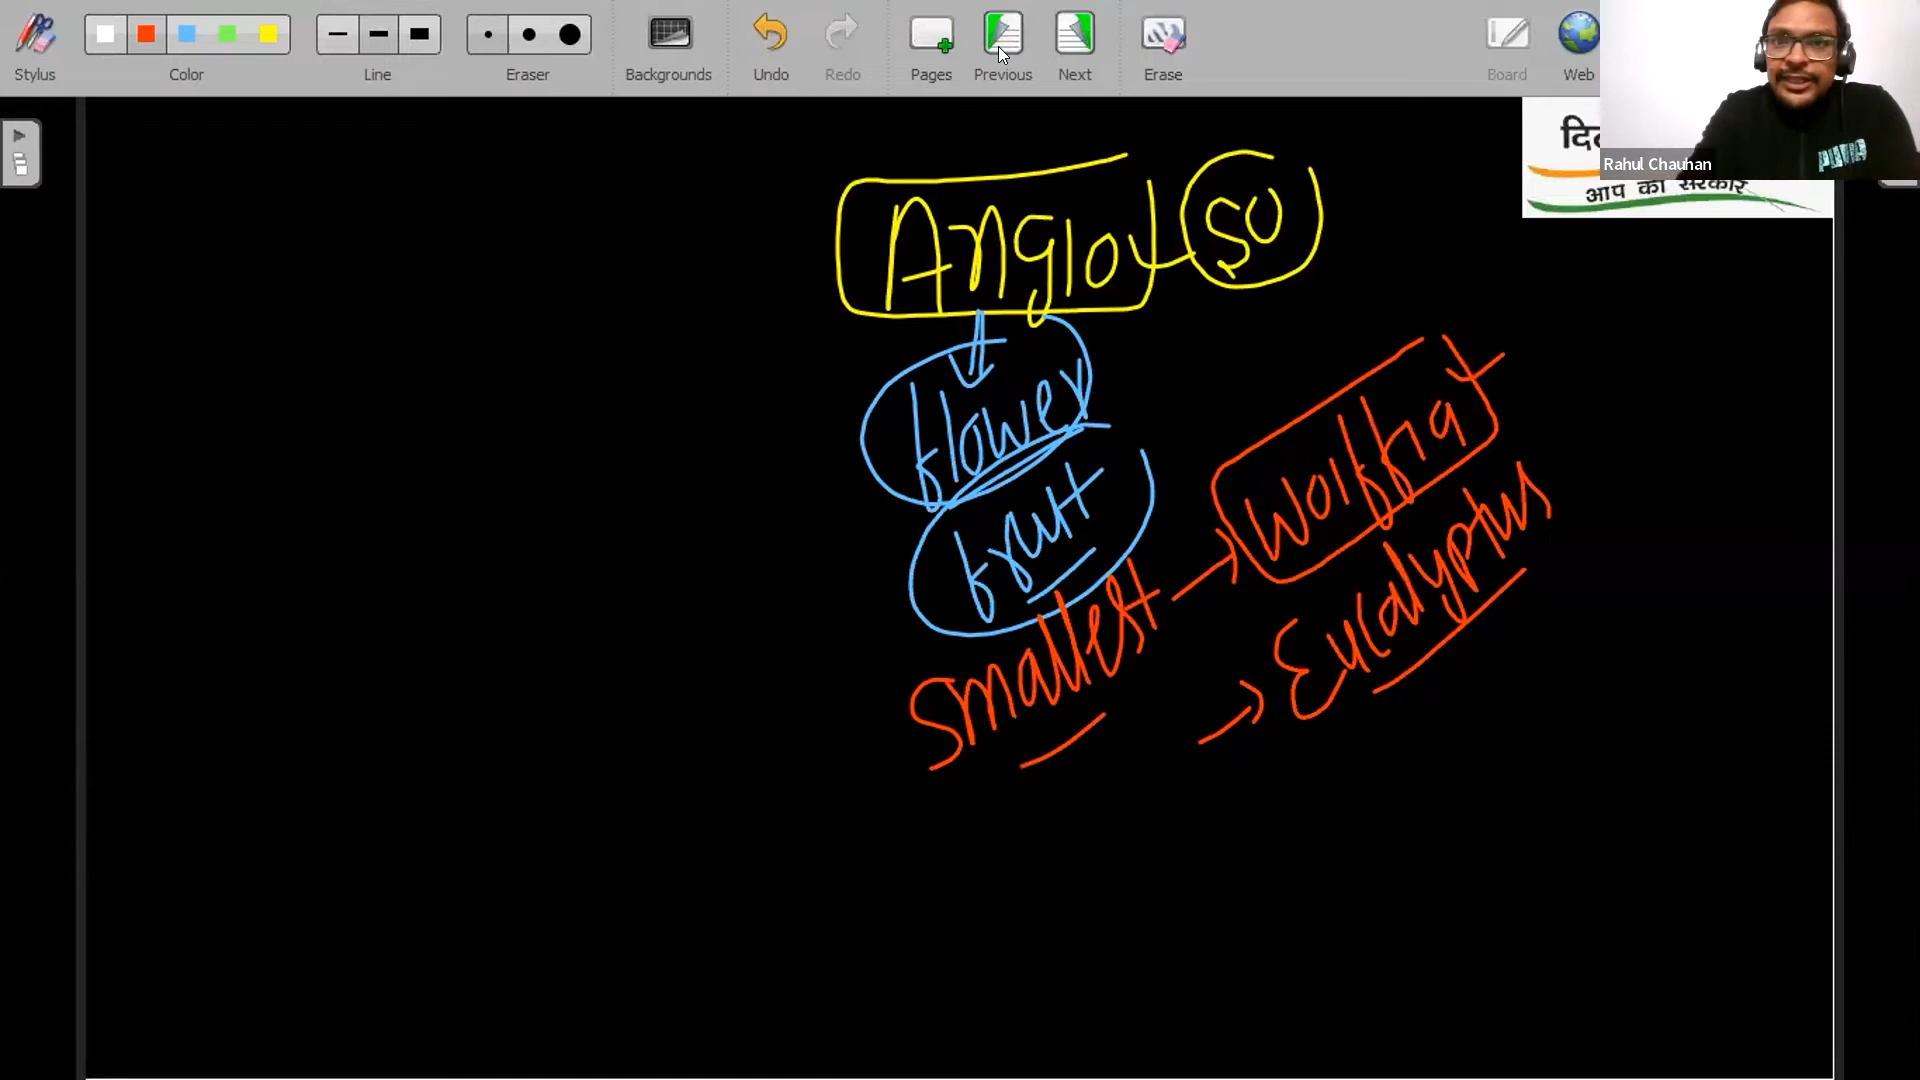 Stylus
Color
Line
Eraser
Backgrounds
Undo
Redo
Pages
Previous
Next
Erase
Board
Web
Rahul Chauhan
आप की सरकार
Angio
flower
fruit
Smallest
Wolffia
Eucalyptus